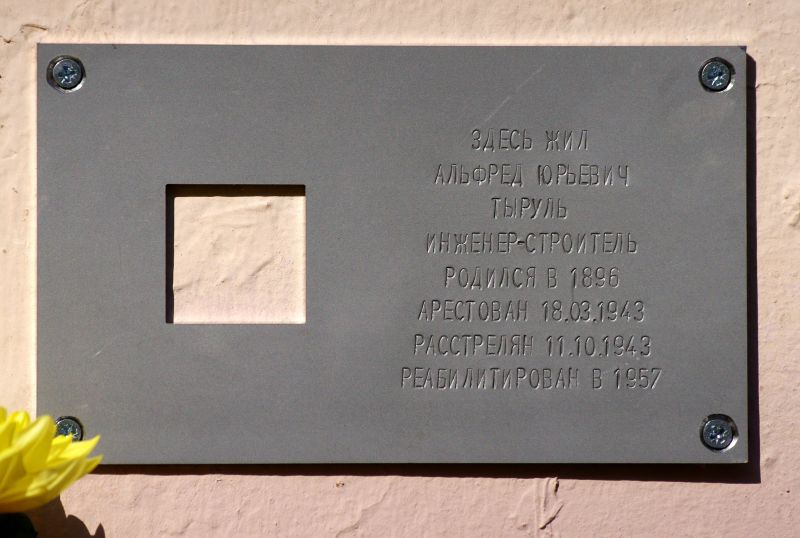 ЗДЕСЬ ЖИЛ
АЛЬФРЕД ЮРЬЕВИЧ
ТЫРУЛЬ
ИНЖЕНЕР-СТРОИТЕЛЬ
РОДИЛСЯ В 1896
АРЕСТОВАН 18.03.1943
РАССТРЕЛЯН 11.10.1943
РЕАБИЛИТИРОВАН В 1957